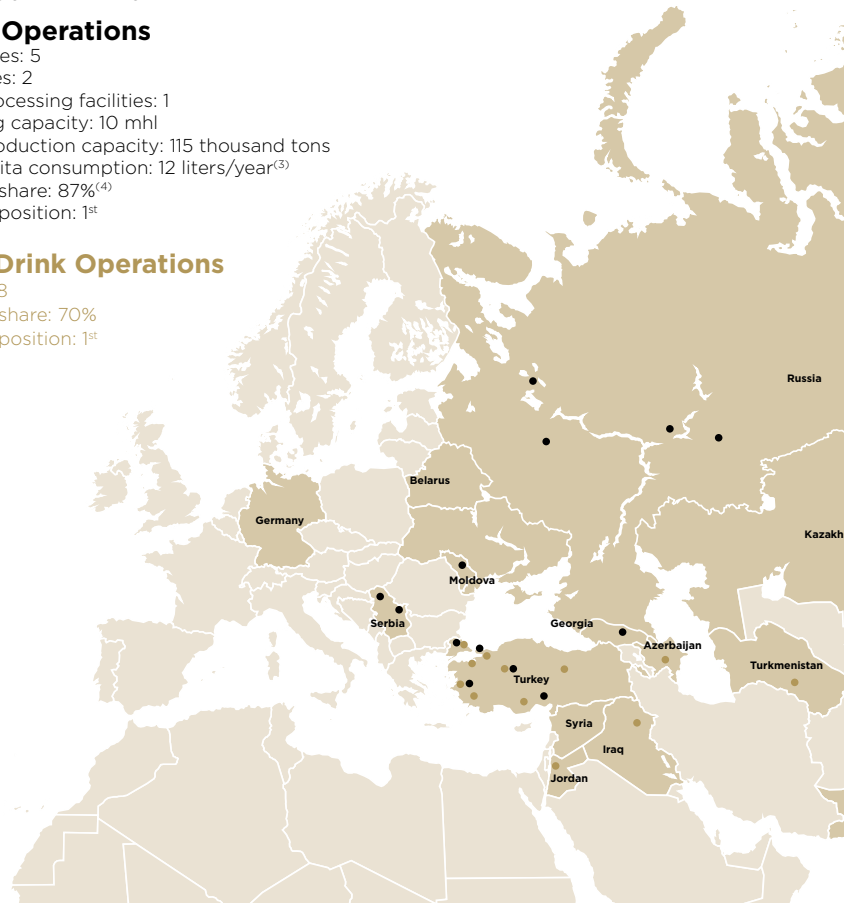 Operations
es: 5
es: 2
ocessing facilities: 1
g capacity: 10 mhl
oduction capacity: 115 thousand tons
ita consumption: 12 liters/year(3)
share: 87%(4)
position: 1st
Drink Operations
8
share: 70%
position: 1st
Russia
Belarus
Germany
Kazakh
Moldova
Serbia
Georgia
Azerbaijan
Turkmenistan
Turkey
Syria
Iraq
Jordan